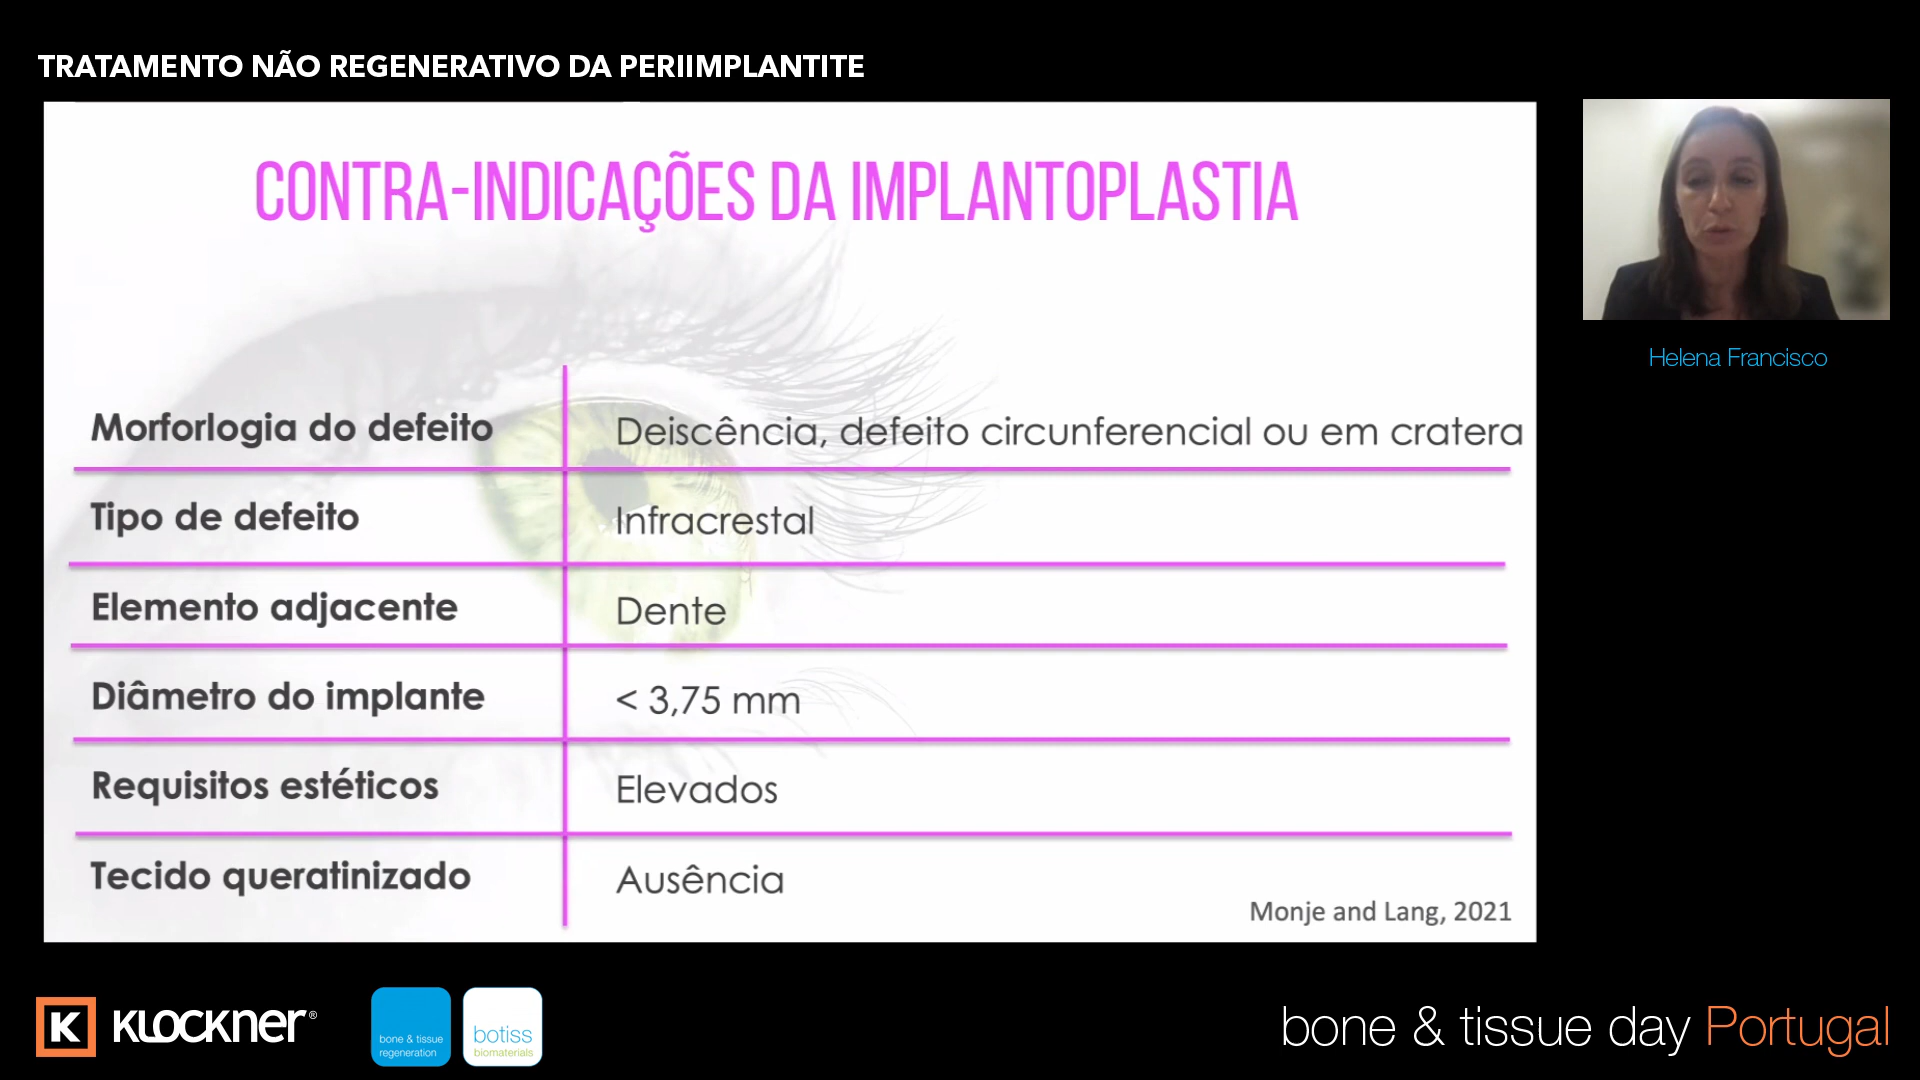 TRATAMENTO NÃO REGENERATIVO DA PERIIMPLANTITE
CONTRA-INDICAÇÕES DA IMPLANTOPLASTIA
Helena Francisco
Morforlogia do defeito Deiscência, defeito circunferencial ou em cratera
Tipo de defeito Infracrestal
Elemento adjacente Dente
Diâmetro do implante < 3,75 mm
Requisitos estéticos Elevados
Tecido queratinizado Ausência
Monje and Lang, 2021
K KLOCKNER®
bone & tissue
regeneration
botiss
biomaterials
bone & tissue day Portugal